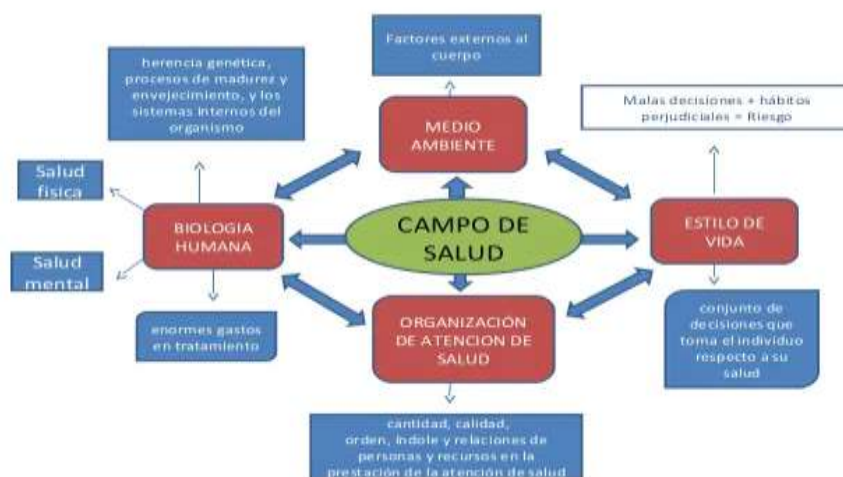 Factores externos al
cuerpo
herencia genética,
procesos de madurez y
envejecimiento, y los
sistemas Internos del
organismo
Malas decisiones + hábitos
perjudiciales = Riesgo
MEDIO
AMBIENTE
Salud
física
BIOLOGIA
HUMANA
CAMPO DE
SALUD
ESTILO DE
VIDA
Salud
mental
enormes gastos
en tratamiento
ORGANIZACIÓN
DE ATENCION DE
SALUD
conjunto de
decisiones que
toma el individuo
respecto a su
salud
cantidad, calidad,
orden, índole y relaciones de
personas y recursos en la
prestación de la atención de salud